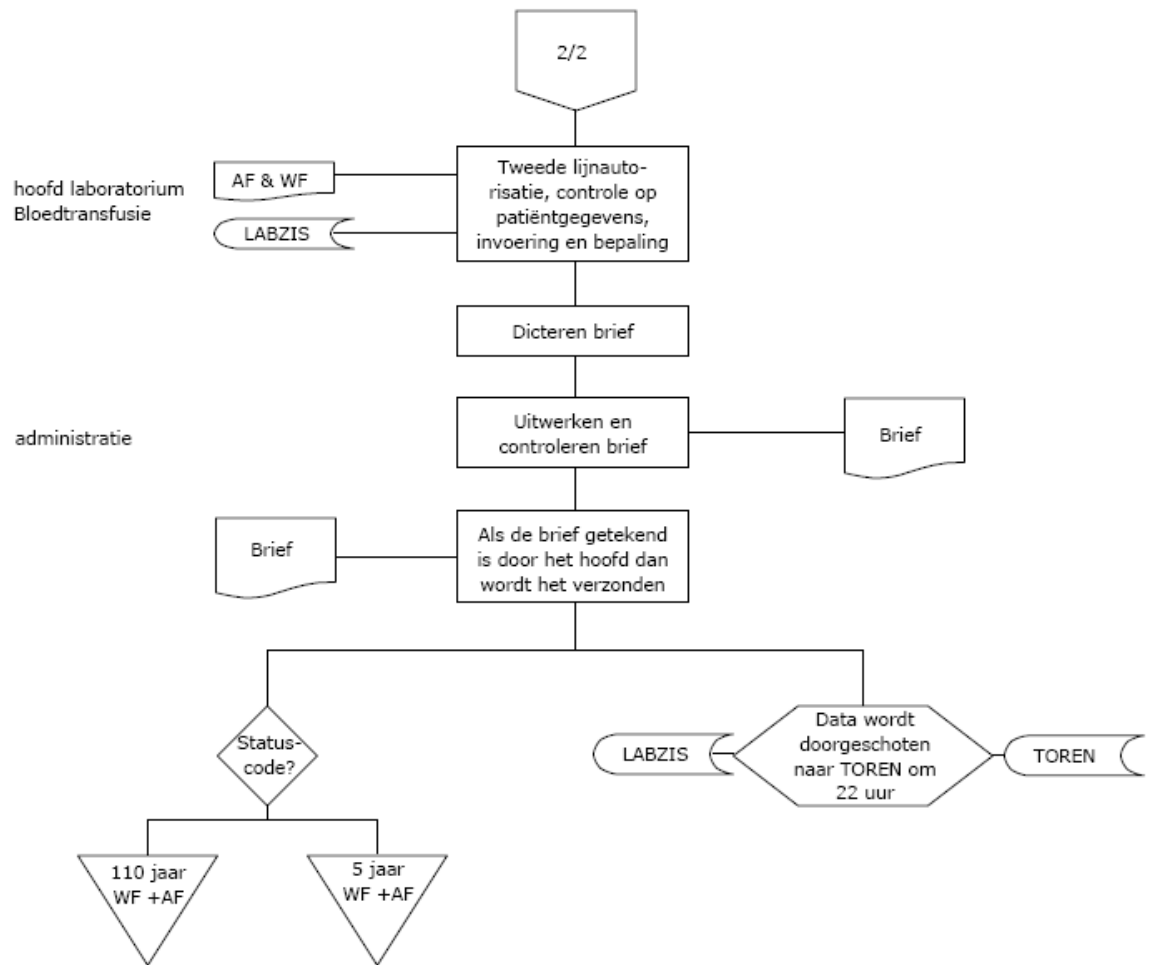 2/2
hoofd laboratorium
Bloedtransfusie
AF & WF
LABZIS
Tweede lijnauto-
risatie, controle op
patiëntgegevens,
invoering en bepaling
Dicteren brief
administratie
Uitwerken en
controleren brief
Brief
Brief
Als de brief getekend
is door het hoofd dan
wordt het verzonden
Status-
code?
110 jaar
WF +AF
5 jaar
WF +AF
LABZIS
Data wordt
doorgeschoten
naar TOREN om
22 uur
TOREN